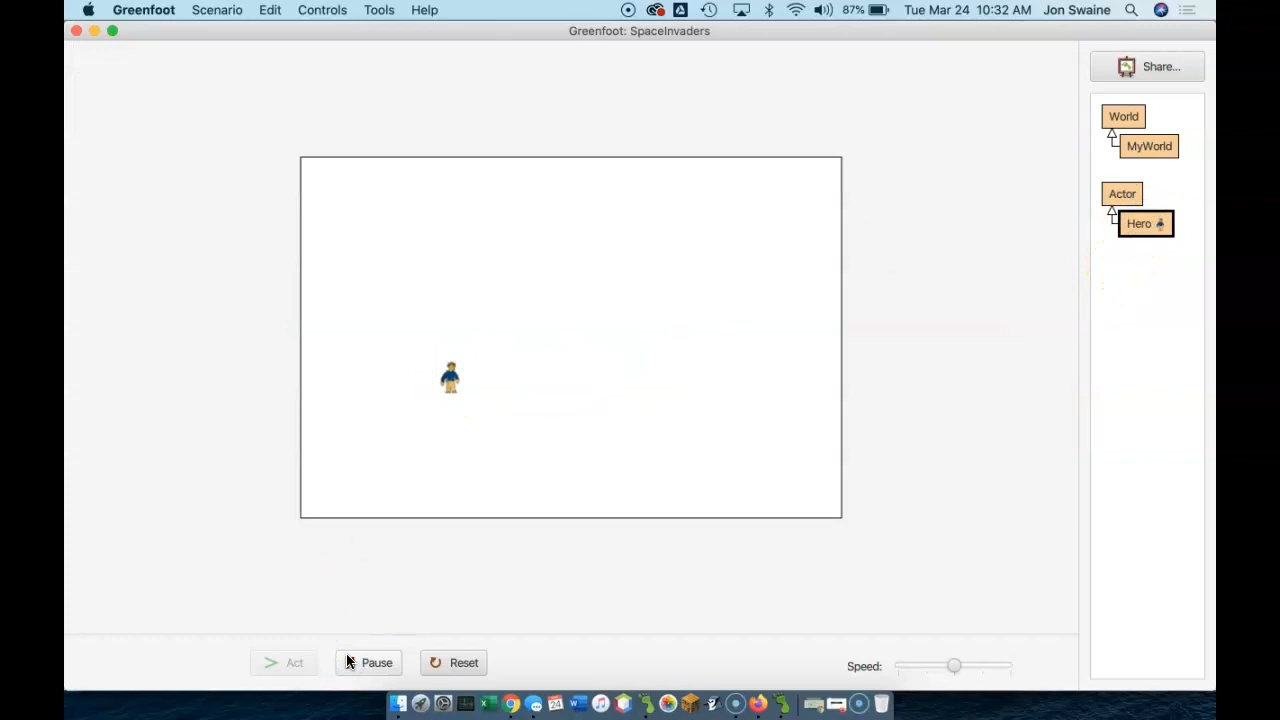 Greenfoot Scenario Edit Controls Tools Help 87% Tue Mar 24 10:32 AM Jon Swaine
Greenfoot: SpaceInvaders
Share...
World
MyWorld
Actor
Hero
Act Pause Reset Speed: